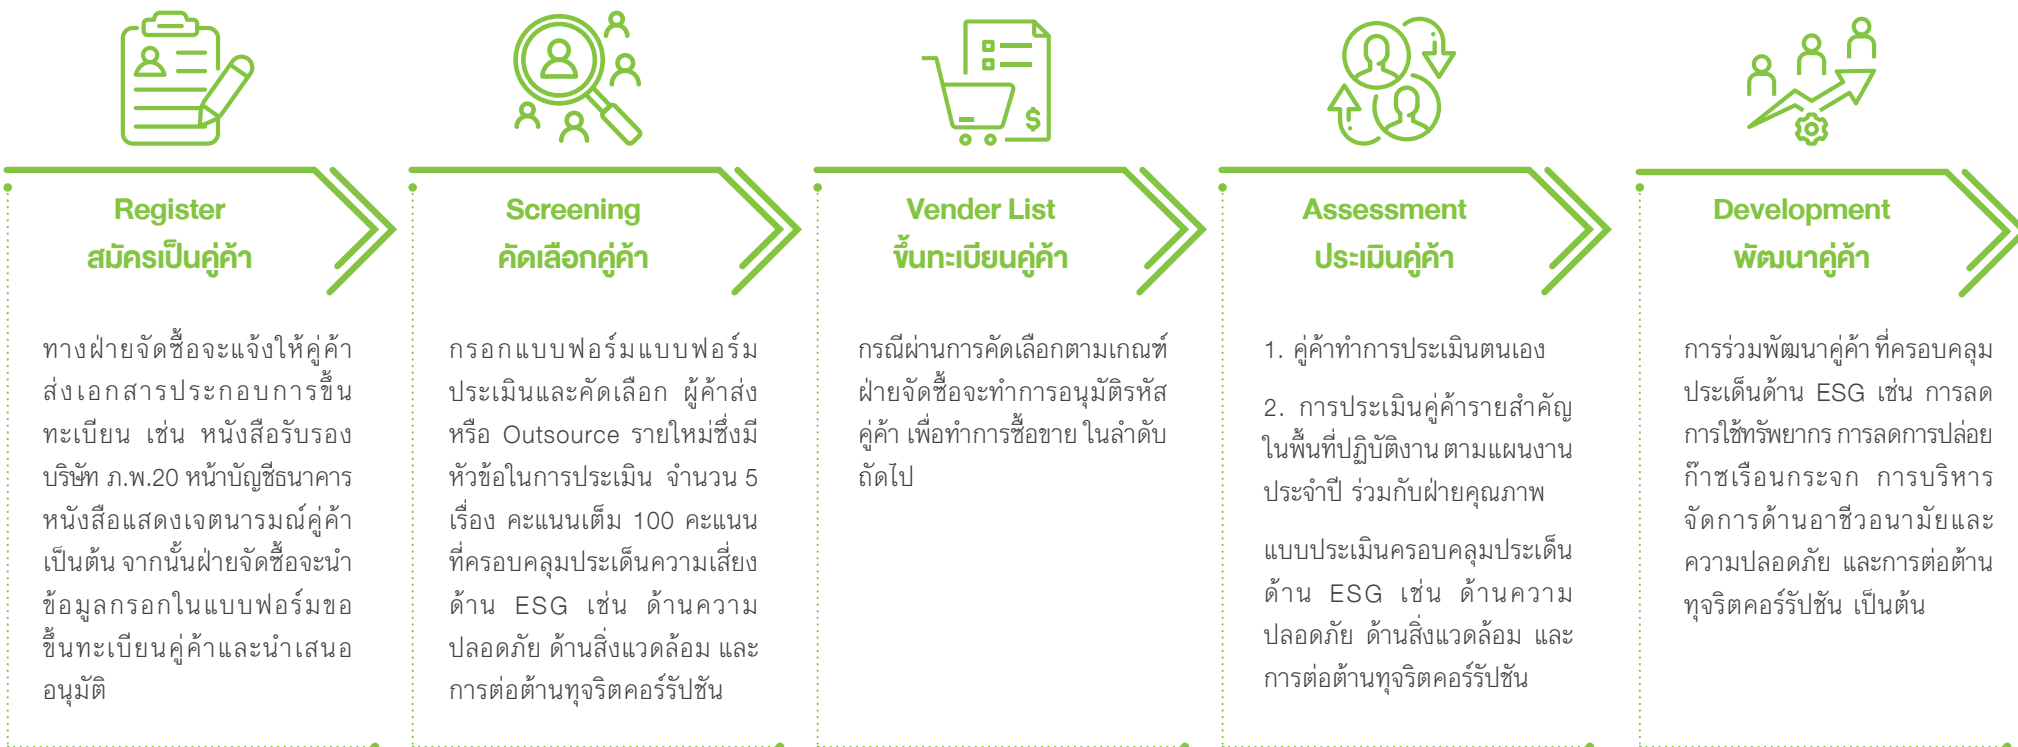 Register
สมัครเป็นคู่ค้า
ทางฝ่ายจัดซื้อจะแจ้งให้คู่ค้า
ส่งเอกสารประกอบการขึ้น
ทะเบียน เช่น หนังสือรับรอง
บริษัท ภ.พ.20 หน้าบัญชีธนาคาร
หนังสือแสดงเจตนารมณ์คู่ค้า
เป็นต้น จากนั้นฝ่ายจัดซื้อจะนำ
ข้อมูลกรอกในแบบฟอร์มขอ
ขึ้นทะเบียนคู่ค้าและนำเสนอ
อนุมัติ
Screening
คัดเลือกคู่ค้า
กรอกแบบฟอร์มแบบฟอร์ม
ประเมินและคัดเลือก ผู้ค้าส่ง
หรือ Outsource รายใหม่ซึ่งมี
หัวข้อในการประเมิน จำนวน 5
เรื่อง คะแนนเต็ม 100 คะแนน
ที่ครอบคลุมประเด็นความเสี่ยง
ด้าน ESG เช่น ด้านความ
ปลอดภัย ด้านสิ่งแวดล้อม และ
การต่อต้านทุจริตคอร์รัปชัน
$
Vender List
ขึ้นทะเบียนคู่ค้า
กรณีผ่านการคัดเลือกตามเกณฑ์
ฝ่ายจัดซื้อจะทำการอนุมัติรหัส
คู่ค้า เพื่อทำการซื้อขาย ในลำดับ
ถัดไป
Assessment
ประเมินคู่ค้า
1. คู่ค้าทำการประเมินตนเอง
2. การประเมินคู่ค้ารายสำคัญ
ในพื้นที่ปฏิบัติงาน ตามแผนงาน
ประจำปี ร่วมกับฝ่ายคุณภาพ
แบบประเมินครอบคลุมประเด็น
ด้าน ESG เช่น ด้านความ
ปลอดภัย ด้านสิ่งแวดล้อม และ
การต่อต้านทุจริตคอร์รัปชัน
Development
พัฒนาคู่ค้า
การร่วมพัฒนาคู่ค้า ที่ครอบคลุม
ประเด็นด้าน ESG เช่น การลด
การใช้ทรัพยากร การลดการปล่อย
ก๊าซเรือนกระจก การบริหาร
จัดการด้านอาชีวอนามัยและ
ความปลอดภัย และการต่อต้าน
ทุจริตคอร์รัปชัน เป็นต้น